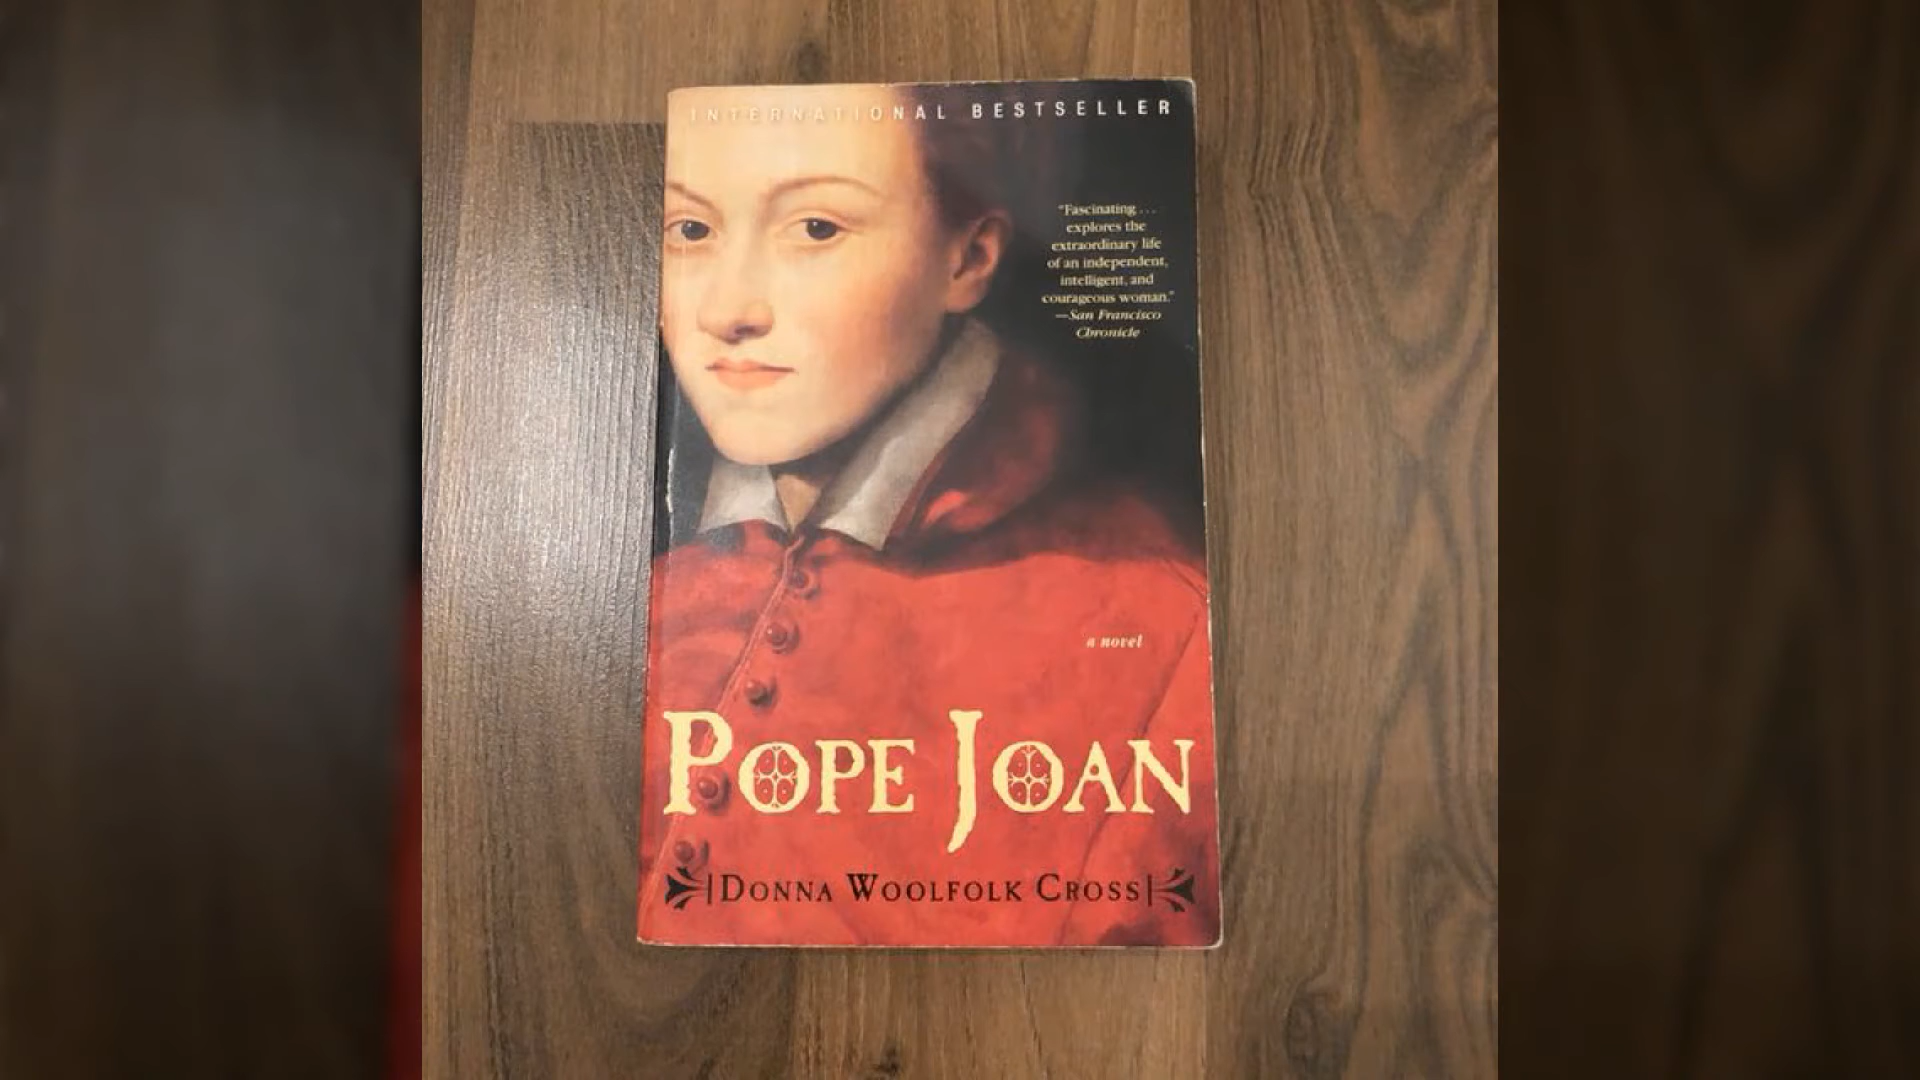 INTERNATIONAL BESTSELLER
"Fascinating...
explores the
extraordinary life
of an independent,
intelligent, and
courageous woman."
—San Francisco
Chronicle
a novel
POPE JOAN
DONNA WOOLFOLK CROSS